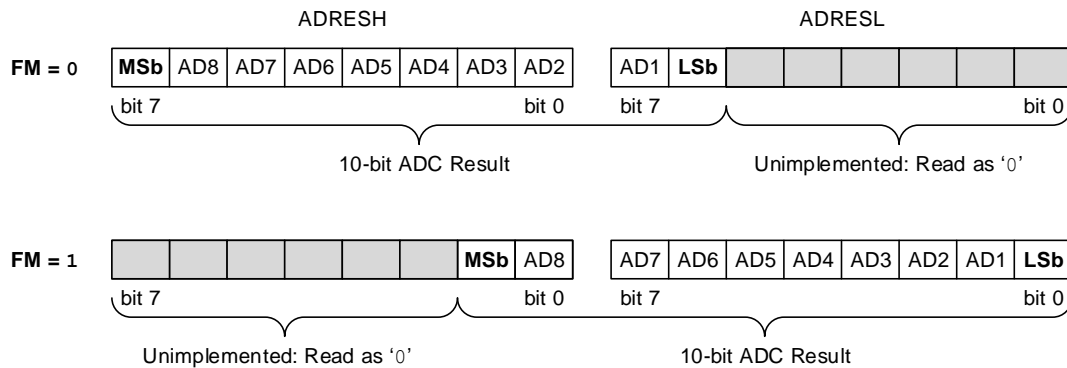 ADRESH ADRESL
FM = 0 MSb AD8 AD7 AD6 AD5 AD4 AD3 AD2 AD1 LSb
bit 7 bit 0 bit 7 bit 0
10-bit ADC Result Unimplemented: Read as ‘0’
FM = 1 MSb AD8 AD7 AD6 AD5 AD4 AD3 AD2 AD1 LSb
bit 7 bit 0 bit 7 bit 0
Unimplemented: Read as ‘0’ 10-bit ADC Result